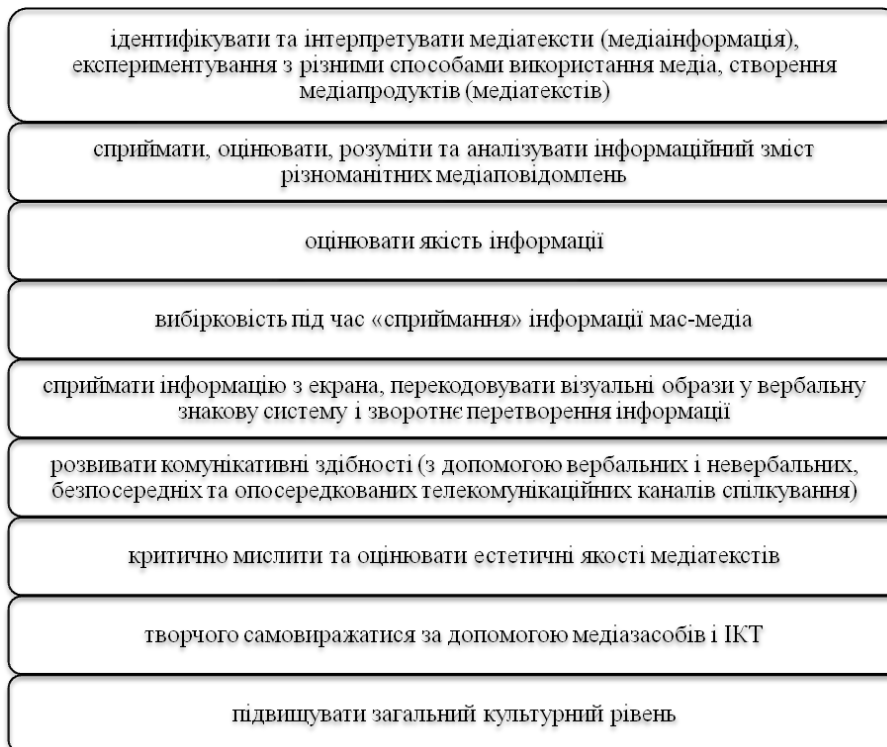 ідентифікувати та інтерпретувати медіатексти (медіаінформація),
експериментування з різними способами використання медіа, створення
медіапродуктів (медіатекстів)
сприймати, оцінювати, розуміти та аналізувати інформаційний зміст
різноманітних медіаповідомлень
оцінювати якість інформації
вибірковість під час «сприймання» інформації мас-медіа
сприймати інформацію з екрана, перекодовувати візуальні образи у вербальну
знакову систему і зворотнє перетворення інформації
розвивати комунікативні здібності (з допомогою вербальних і невербальних,
безпосередніх та опосередкованих телекомунікаційних каналів спілкування)
критично мислити та оцінювати естетичні якості медіатекстів
творчого самовиражатися за допомогою медіазасобів і ІКТ
підвищувати загальний культурний рівень